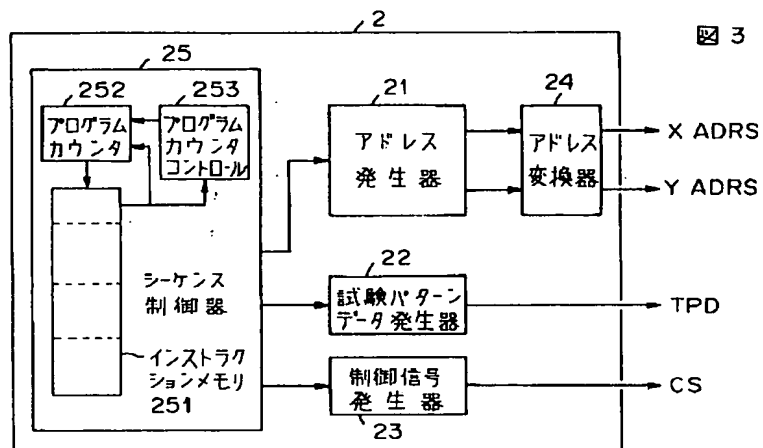 2
図 3
25
252
253
プログラム
カウンタ
プログラム
カウンタ
コントロール
シーケンス
制御器
インストラク
ションメモリ
251
21
アドレス
発生器
24
アドレス
変換器
X ADRS
Y ADRS
22
試験パターン
データ発生器
TPD
制御信号
発生器
23
CS